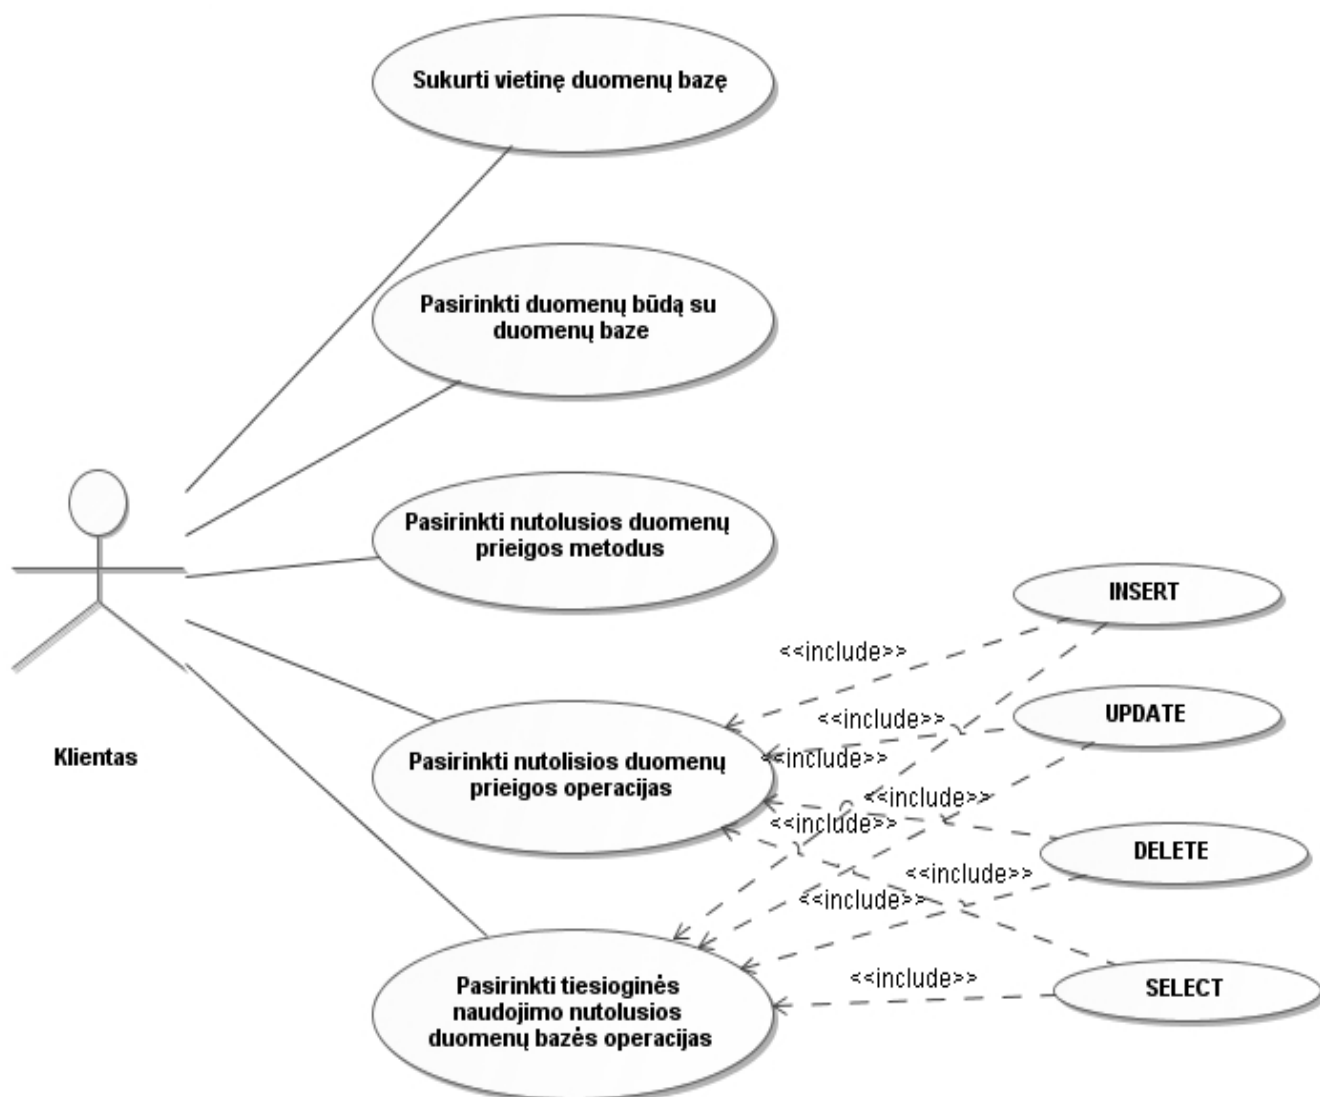 Sukurti vietinę duomenų bazę
Pasirinkti duomenų būdą su
duomenų baze
Pasirinkti nutolusios duomenų
prieigos metodus
INSERT
<<include>>
<<include>>
UPDATE
Klientas
Pasirinkti nutolisios duomenų
prieigos operacijas
<<include>>
<<include>>
<<include>>
DELETE
<<include>>
<<include>>
Pasirinkti tiesioginės
naudojimo nutolusios
duomenų bazės operacijas
<<include>>
SELECT